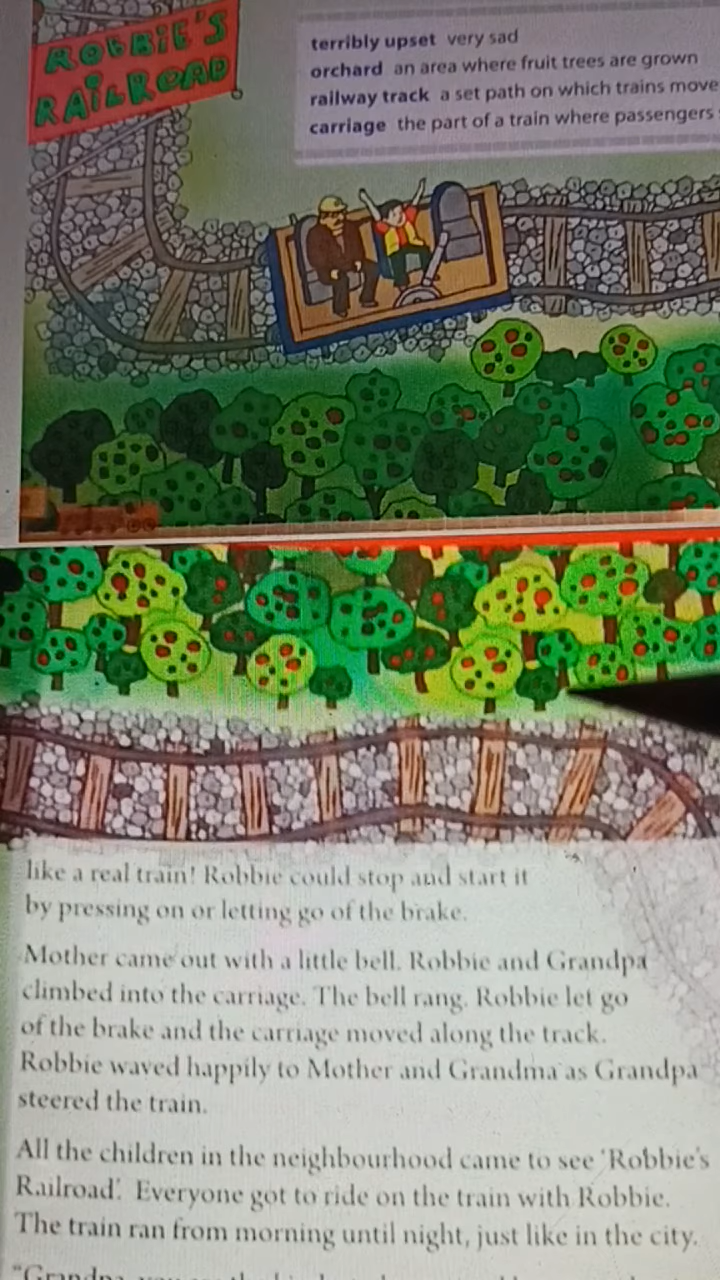 ROBBIE'S
RAILROAD
terribly upset very sad
orchard an area where fruit trees are grown
railway track a set path on which trains move
carriage the part of a train where passengers
like a real train! Robbie could stop and start it
by pressing on or letting go of the brake.
Mother came out with a little bell. Robbie and Grandpa
climbed into the carriage. The bell rang. Robbie let go
of the brake and the carriage moved along the track.
Robbie waved happily to Mother and Grandma as Grandpa
steered the train.
All the children in the neighbourhood came to see 'Robbie's
Railroad'. Everyone got to ride on the train with Robbie.
The train ran from morning until night, just like in the city.